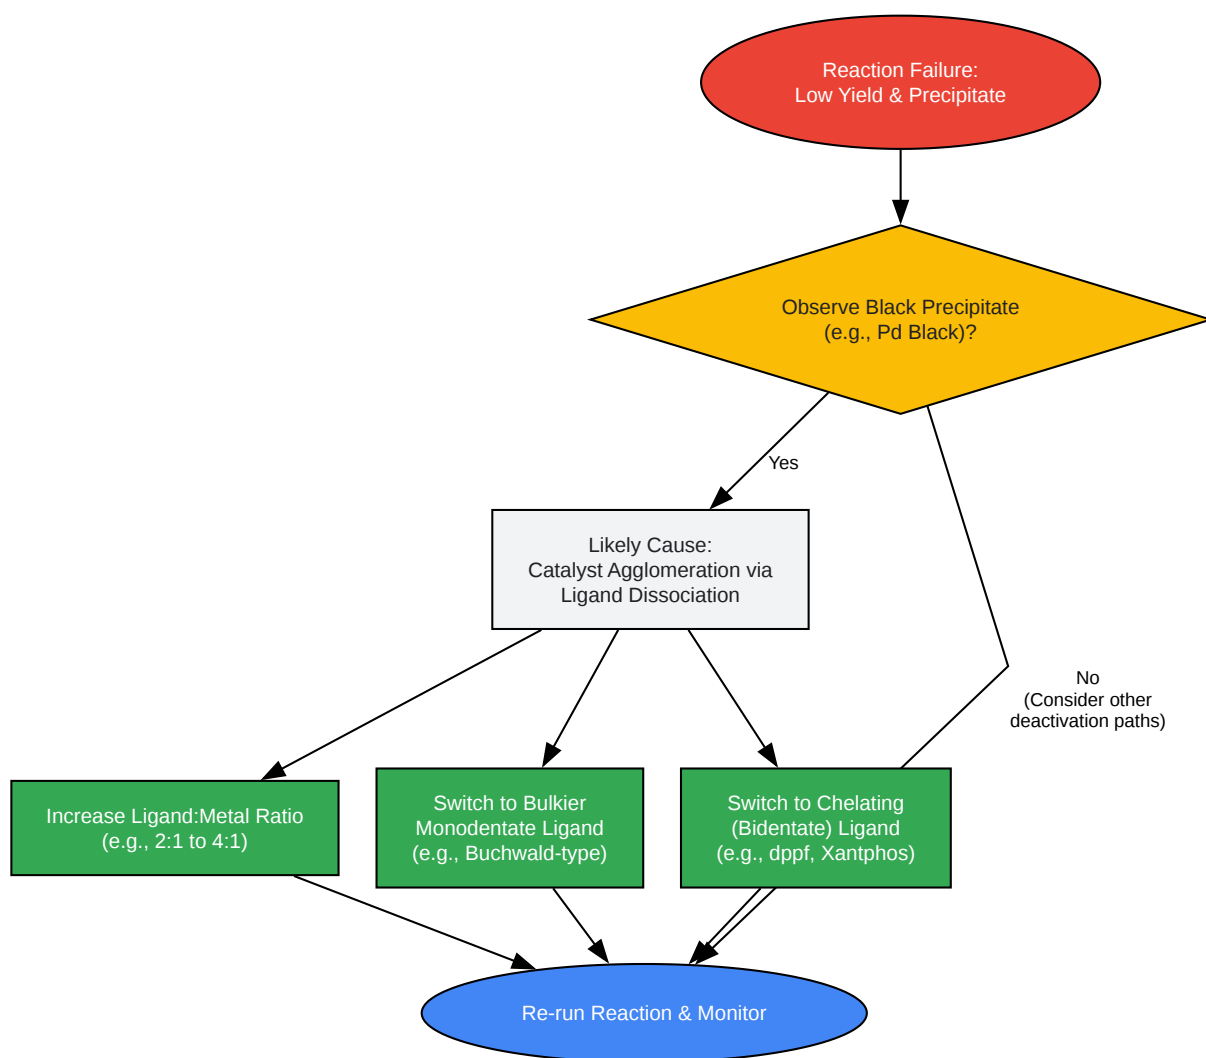 Reaction Failure:
Low Yield & Precipitate
Observe Black Precipitate
(e.g., Pd Black)?
Yes
Likely Cause:
Catalyst Agglomeration via
Ligand Dissociation
No
(Consider other
deactivation paths)
Increase Ligand:Metal Ratio
(e.g., 2:1 to 4:1)
Switch to Bulkier
Monodentate Ligand
(e.g., Buchwald-type)
Switch to Chelating
(Bidentate) Ligand
(e.g., dppf, Xantphos)
Re-run Reaction & Monitor